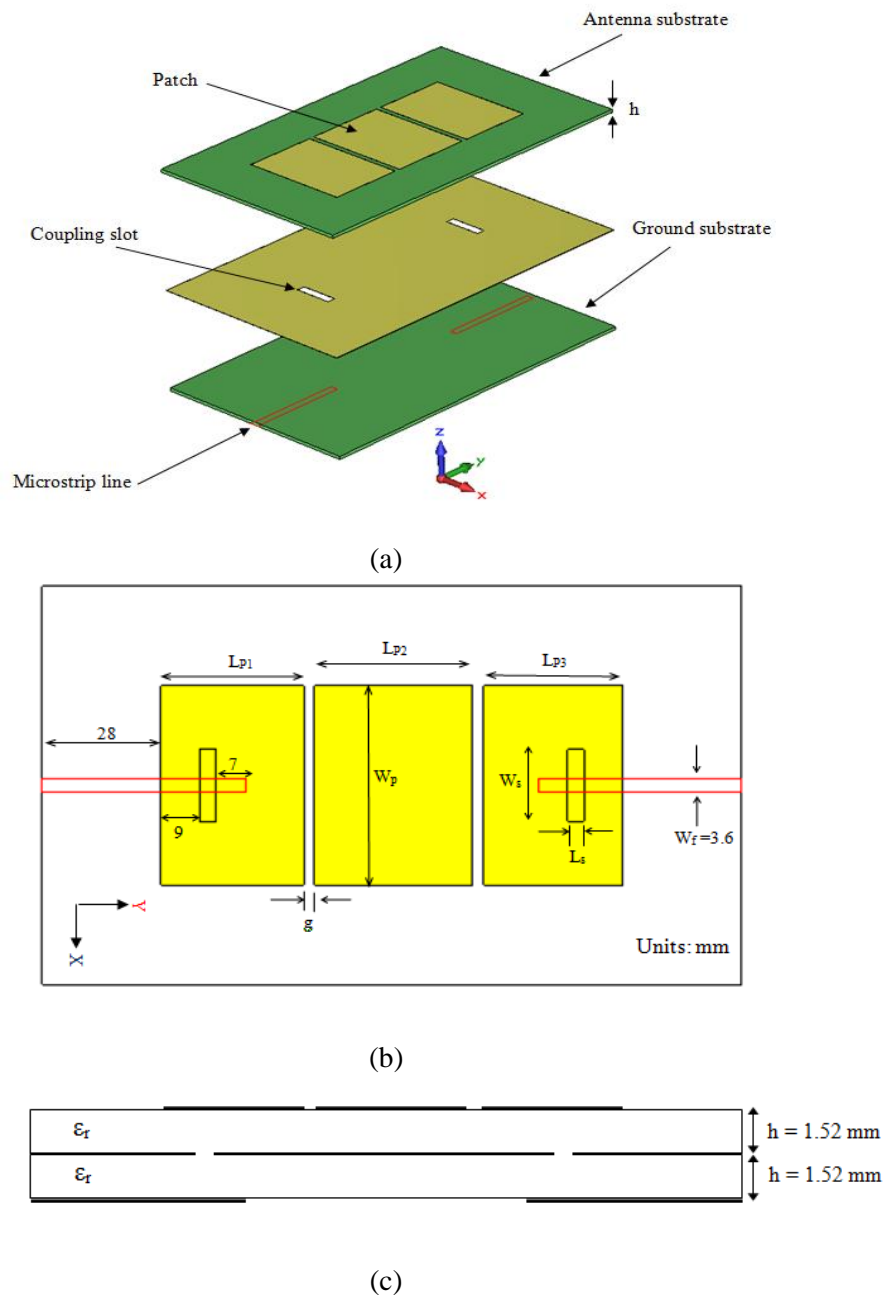 Antenna substrate
Patch
h
Coupling slot
Ground substrate
Microstrip line
z
y
x
(a)
Lp1
Lp2
Lp3
28
7
Wp
Ws
9
Wf =3.6
Ls
g
Y
X
Units: mm
(b)
εr
h = 1.52 mm
εr
h = 1.52 mm
(c)